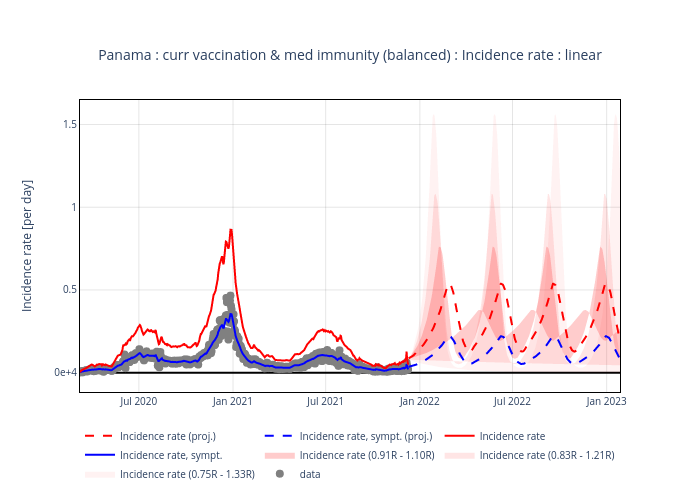 Panama : curr vaccination & med immunity (balanced) : Incidence rate : linear
1.5
1
0.5
0e+4
Incidence rate [per day]
Jul 2020
Jan 2021
Jul 2021
Jan 2022
Jul 2022
Jan 2023
Incidence rate (proj.)
Incidence rate, sympt. (proj.)
Incidence rate
Incidence rate, sympt.
Incidence rate (0.91R - 1.10R)
Incidence rate (0.83R - 1.21R)
Incidence rate (0.75R - 1.33R)
data